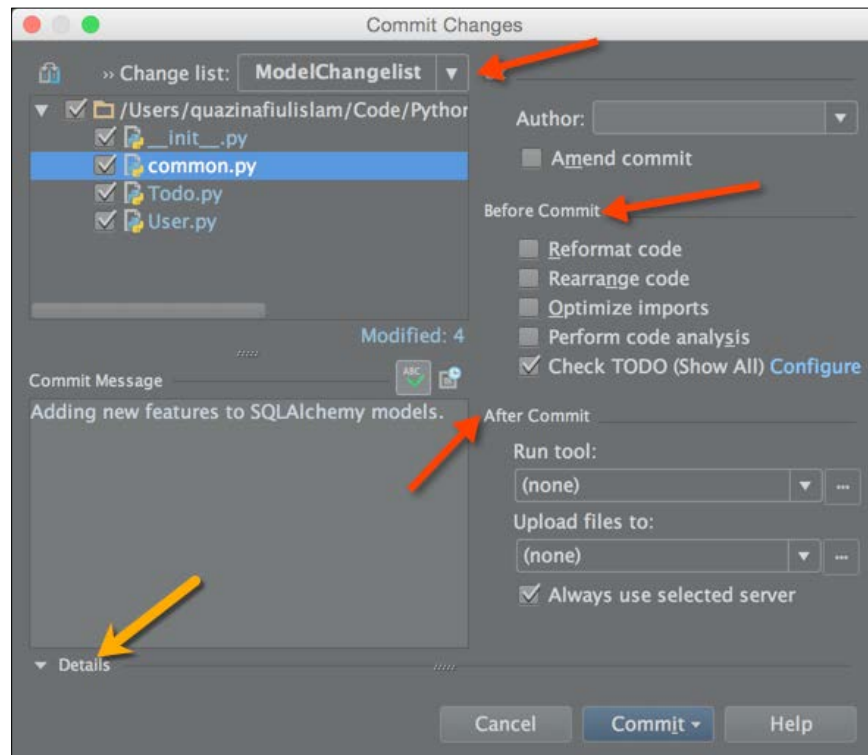 Commit Changes
›› Change list: ModelChangelist
/Users/quazinafiulislam/Code/Python
__init__.py
common.py
Todo.py
User.py
Modified: 4
Commit Message
ABC
Adding new features to SQLAlchemy models.
Details
Author:
Amend commit
Before Commit
Reformat code
Rearrange code
Optimize imports
Perform code analysis
Check TODO (Show All) Configure
After Commit
Run tool:
(none)
...
Upload files to:
(none)
...
Always use selected server
Cancel
Commit
Help